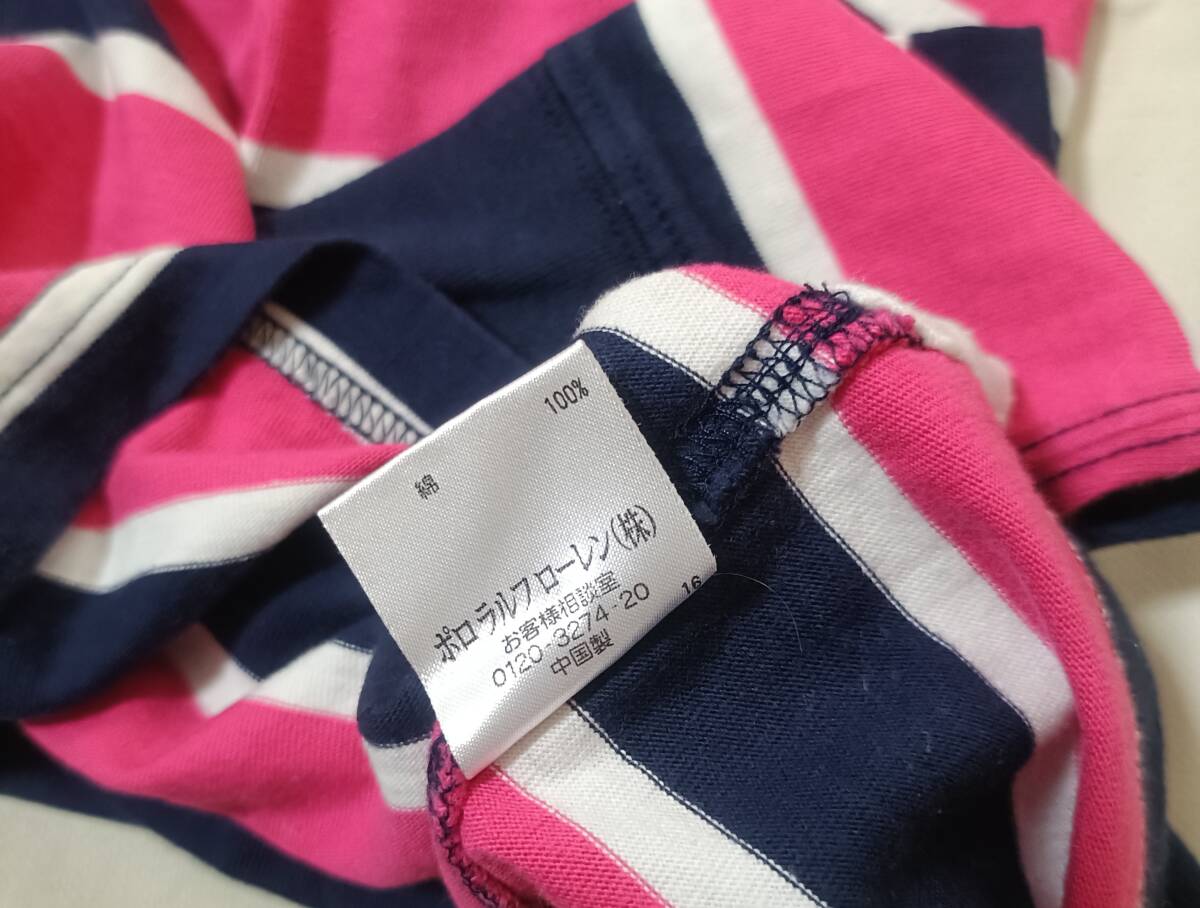 綿 100%
ポロ ラルフ ローレン(株)
お客様相談室
0120-3274-20 16
中国製